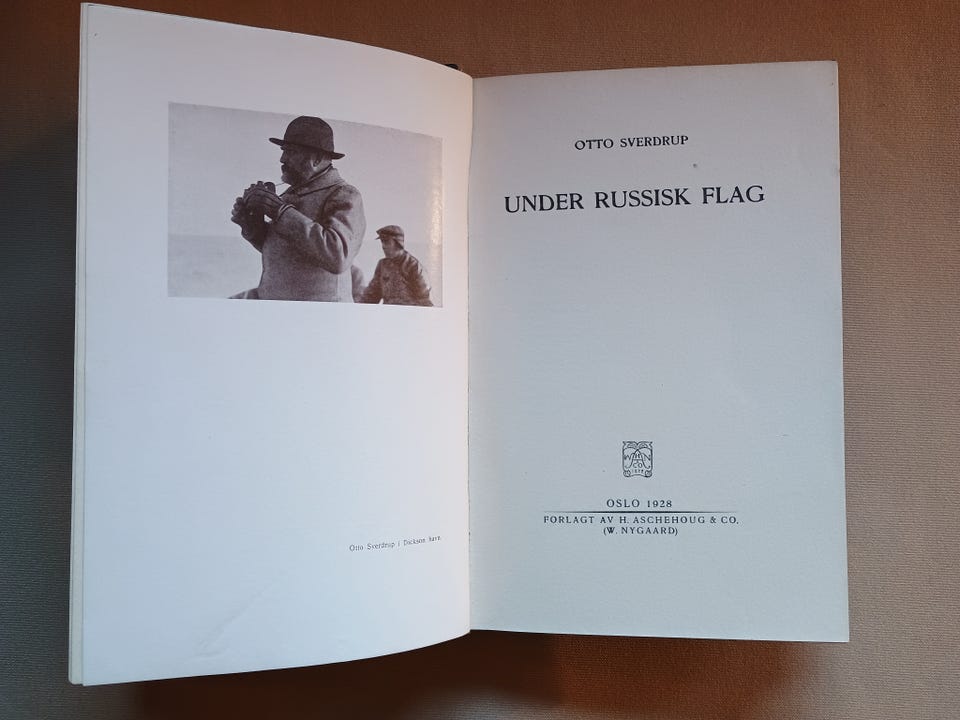 Otto Sverdrup i Dickson havn
OTTO SVERDRUP
UNDER RUSSISK FLAG
OSLO 1928
FORLAGT AV H. ASCHEHOUG & CO.
(W. NYGAARD)